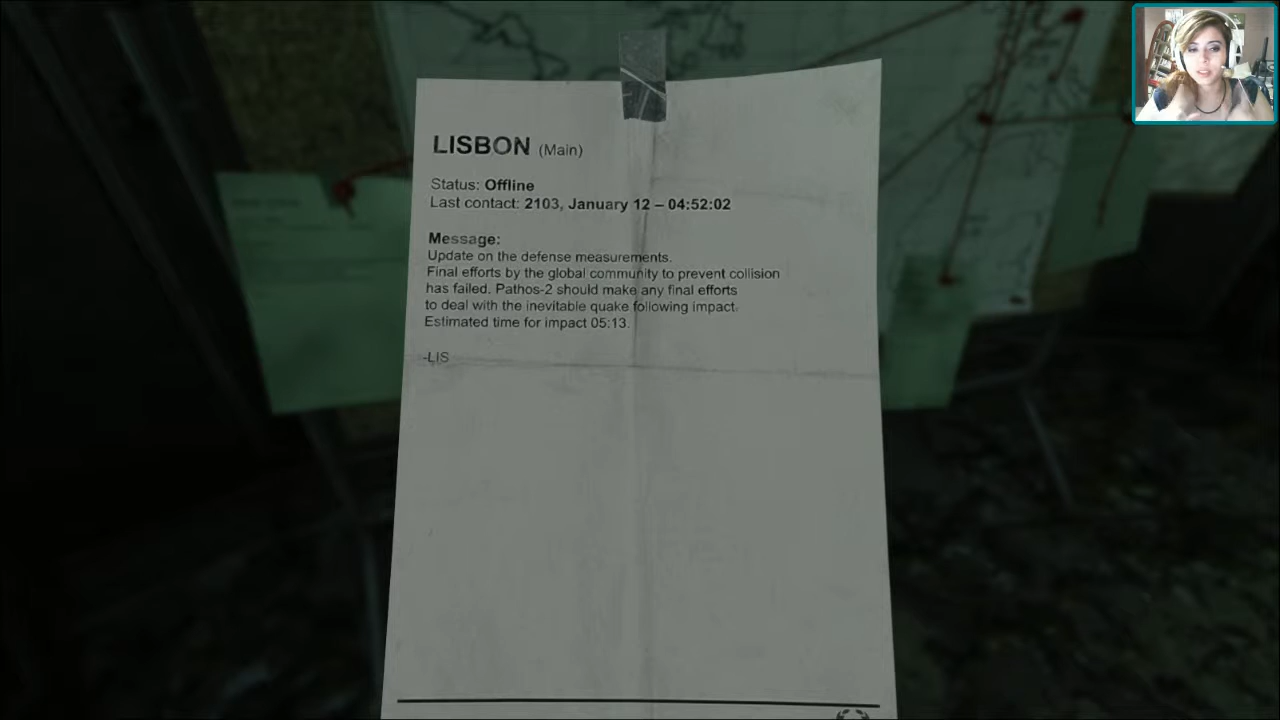 LISBON (Main)
Status: Offline
Last contact: 2103, January 12 – 04:52:02
Message:
Update on the defense measurements.
Final efforts by the global community to prevent collision
has failed. Pathos-2 should make any final efforts
to deal with the inevitable quake following impact.
Estimated time for impact 05:13.
-LIS